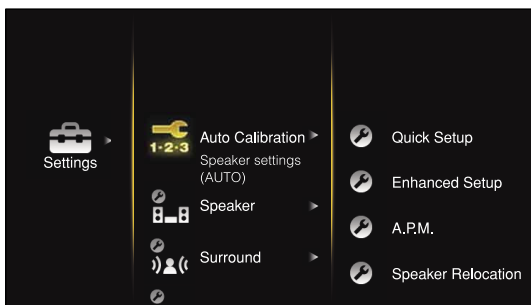 Settings
1-2-3
Auto Calibration
Speaker settings
(AUTO)
Speaker
Surround
Quick Setup
Enhanced Setup
A.P.M.
Speaker Relocation